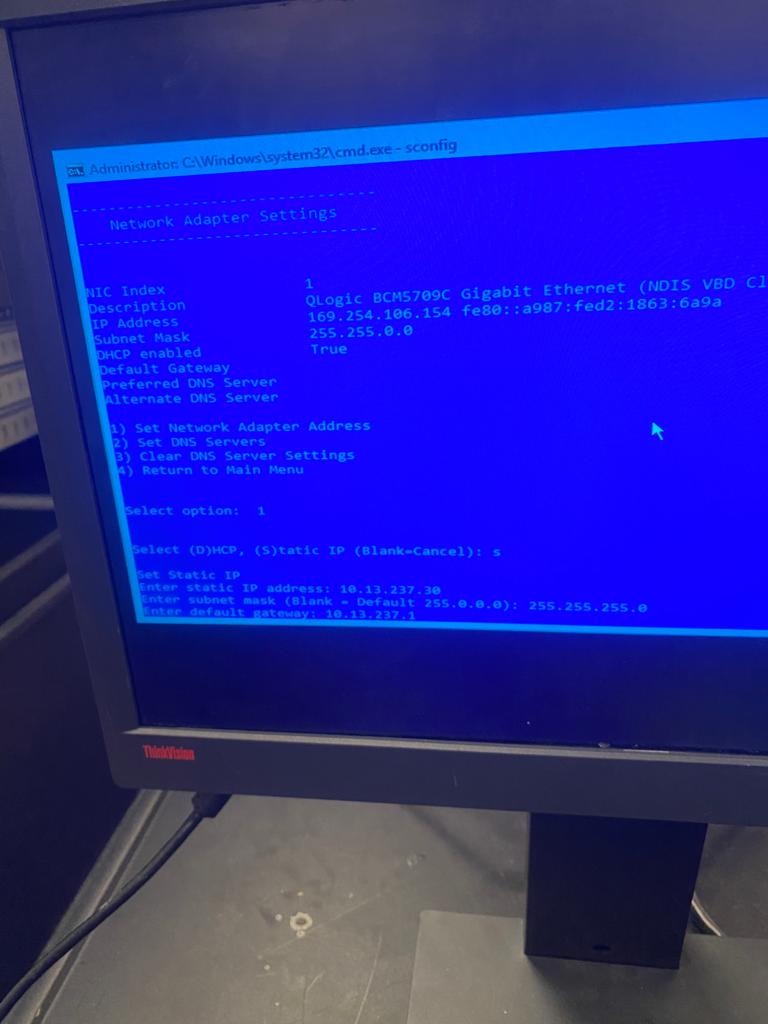 Administrator: C:\Windows\system32\cmd.exe - sconfig
--------------------------------
Network Adapter Settings
--------------------------------
NIC Index 1
Description QLogic BCM5709C Gigabit Ethernet (NDIS VBD Cl
IP Address 169.254.106.154 fe80::a987:fed2:1863:6a9a
Subnet Mask 255.255.0.0
DHCP enabled True
Default Gateway
Preferred DNS Server
Alternate DNS Server
1) Set Network Adapter Address
2) Set DNS Servers
3) Clear DNS Server Settings
4) Return to Main Menu
Select option: 1
Select (D)HCP, (S)tatic IP (Blank=Cancel): s
Set Static IP
Enter static IP address: 10.13.237.30
Enter subnet mask (Blank = Default 255.0.0.0): 255.255.255.0
Enter default gateway: 10.13.237.1
ThinkVision